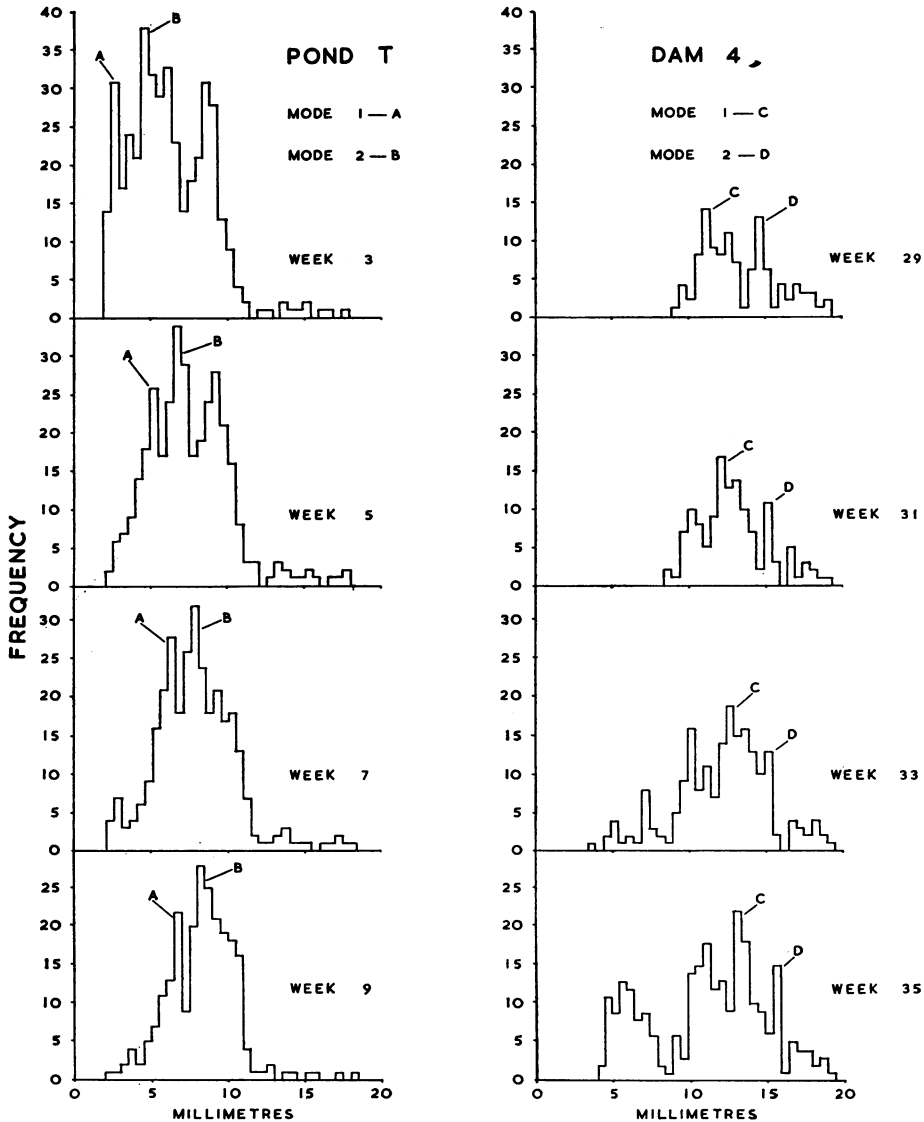 POND T
MODE 1 — A
MODE 2 — B
A
B
WEEK 3
40
35
30
25
20
15
10
5
0
A
B
WEEK 5
30
25
20
15
10
5
0
A
B
WEEK 7
30
25
20
15
10
5
0
A
B
WEEK 9
25
20
15
10
5
0
0 5 10 15 20
MILLIMETRES
FREQUENCY
DAM 4
MODE 1 — C
MODE 2 — D
C
D
WEEK 29
40
35
30
25
20
15
10
5
0
C
D
WEEK 31
30
25
20
15
10
5
0
C
D
WEEK 33
30
25
20
15
10
5
0
C
D
WEEK 35
25
20
15
10
5
0
0 5 10 15 20
MILLIMETRES